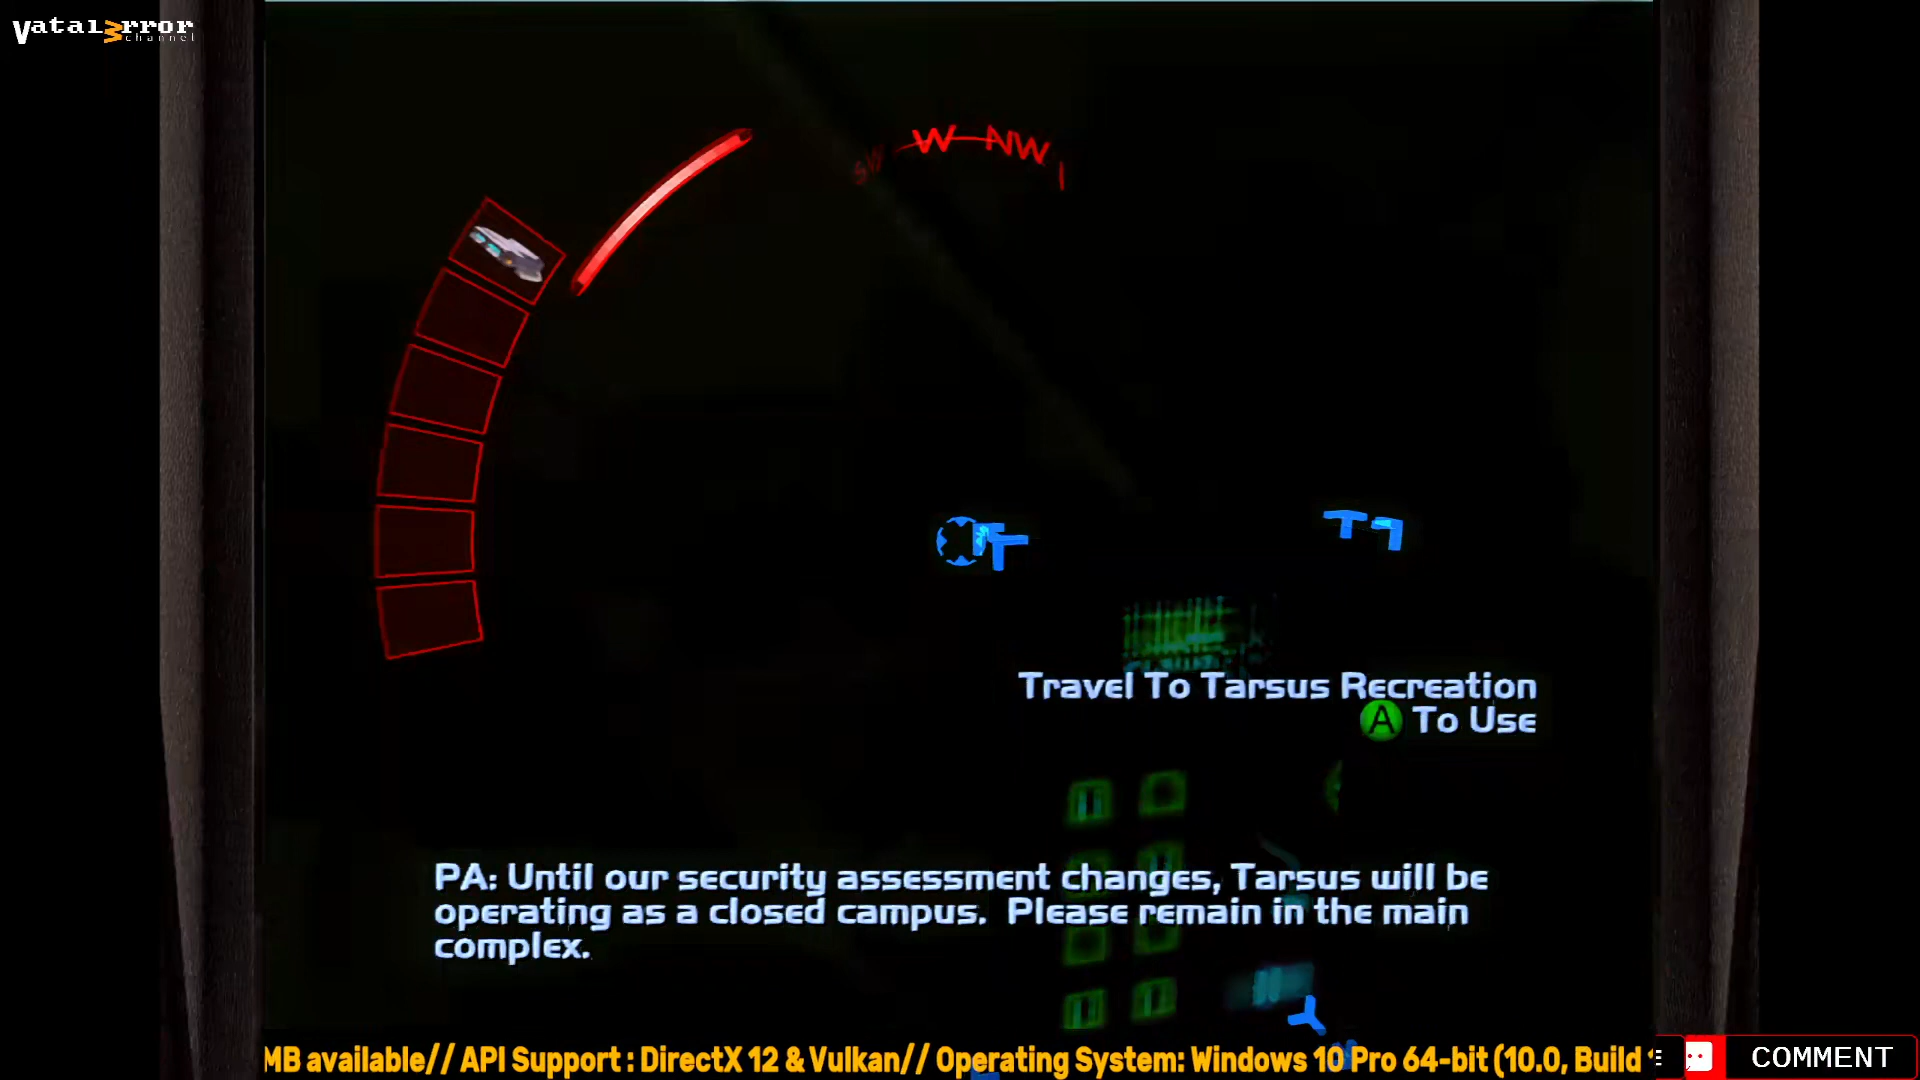 Vatal3rror
channel
SW W NW
Travel To Tarsus Recreation
A To Use
PA: Until our security assessment changes, Tarsus will be
operating as a closed campus. Please remain in the main
complex.
MB available// API Support : DirectX 12 & Vulkan// Operating System: Windows 10 Pro 64-bit (10.0, Build
COMMENT